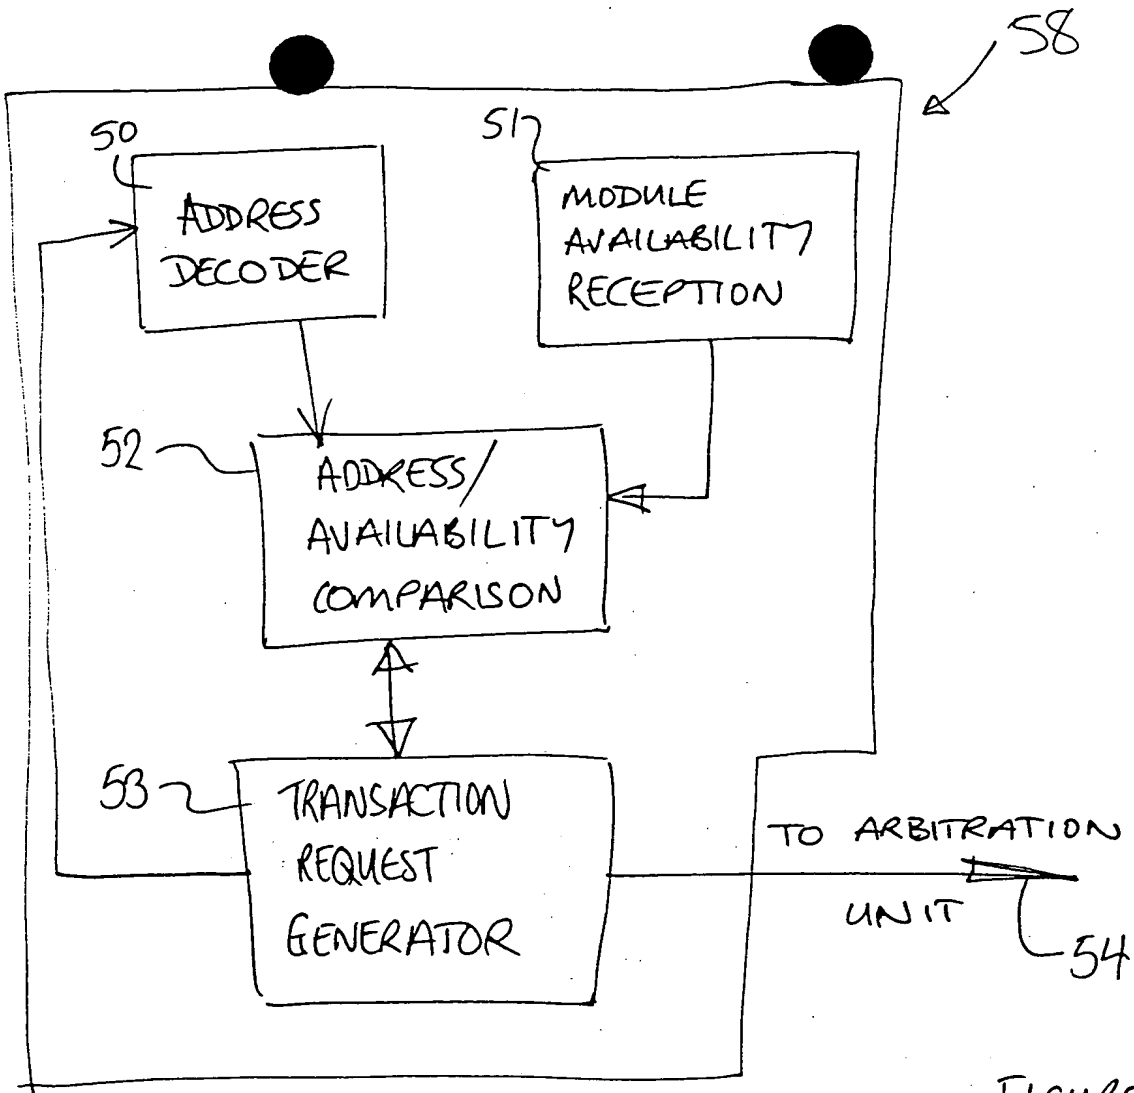 58
50
ADDRESS
DECODER
51
MODULE
AVAILABILITY
RECEPTION
52
ADDRESS/
AVAILABILITY
COMPARISON
53
TRANSACTION
REQUEST
GENERATOR
TO ARBITRATION
UNIT
54